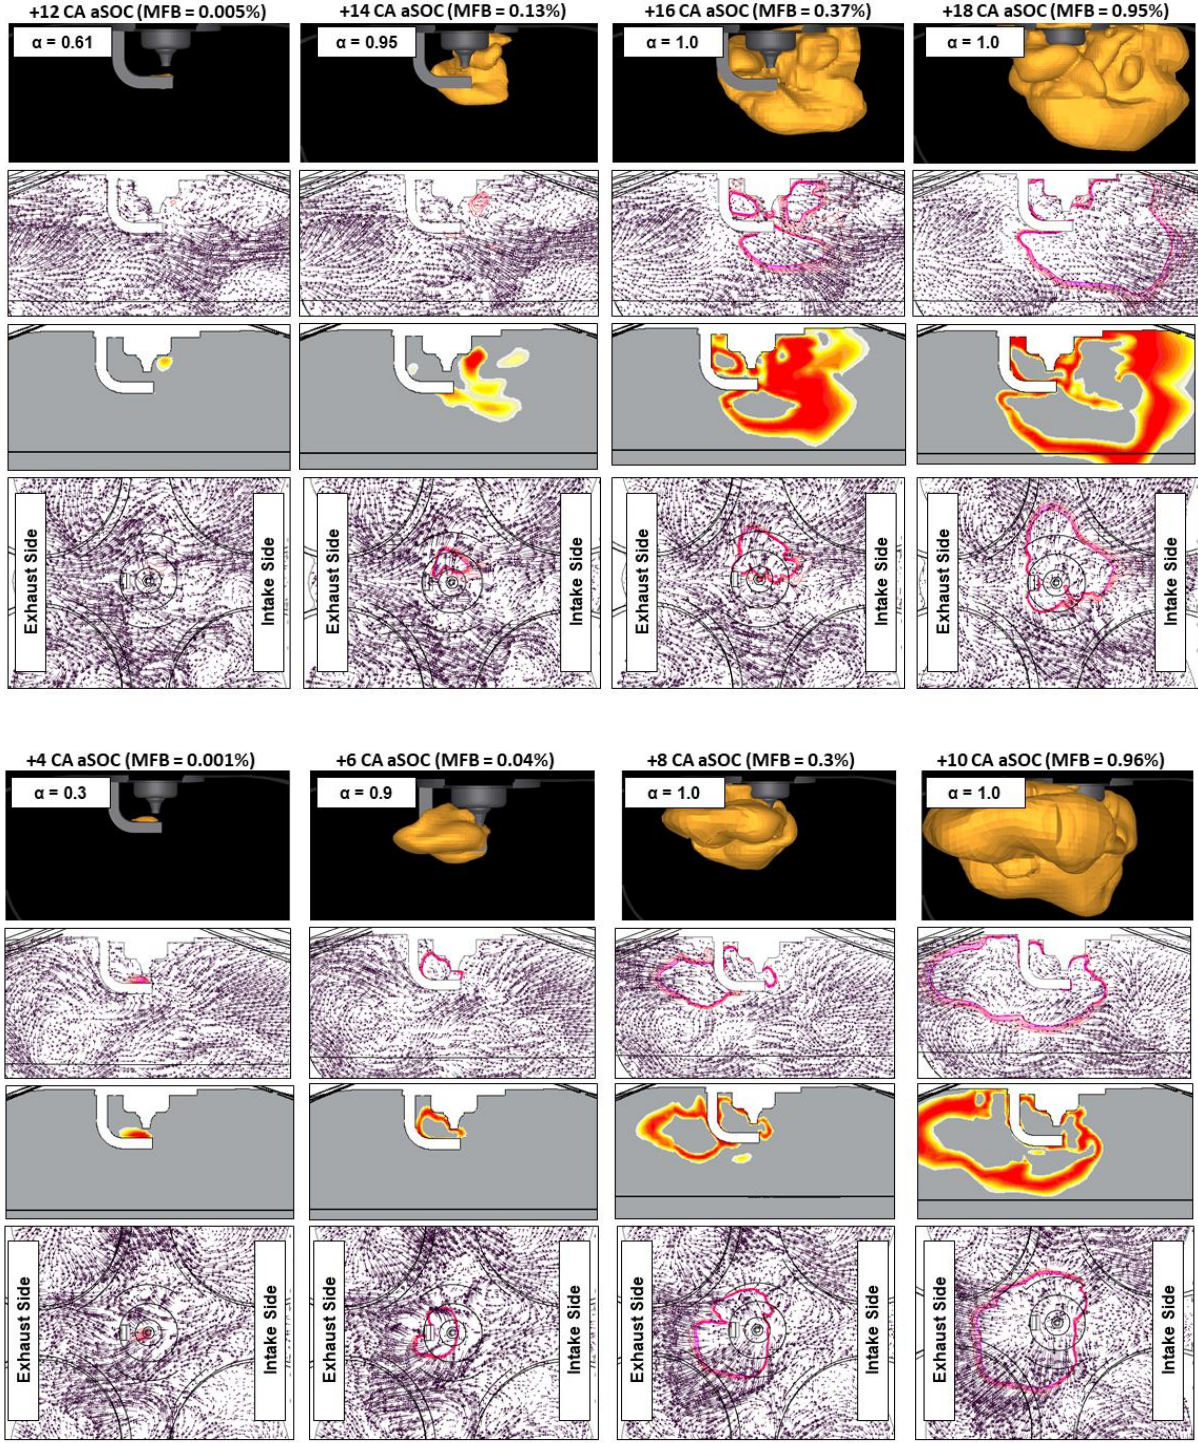 +12 CA aSOC (MFB = 0.005%)
+14 CA aSOC (MFB = 0.13%)
+16 CA aSOC (MFB = 0.37%)
+18 CA aSOC (MFB = 0.95%)
α = 0.61
α = 0.95
α = 1.0
α = 1.0
Exhaust Side
Intake Side
Exhaust Side
Intake Side
Exhaust Side
Intake Side
Exhaust Side
Intake Side
+4 CA aSOC (MFB = 0.001%)
+6 CA aSOC (MFB = 0.04%)
+8 CA aSOC (MFB = 0.3%)
+10 CA aSOC (MFB = 0.96%)
α = 0.3
α = 0.9
α = 1.0
α = 1.0
Exhaust Side
Intake Side
Exhaust Side
Intake Side
Exhaust Side
Intake Side
Exhaust Side
Intake Side